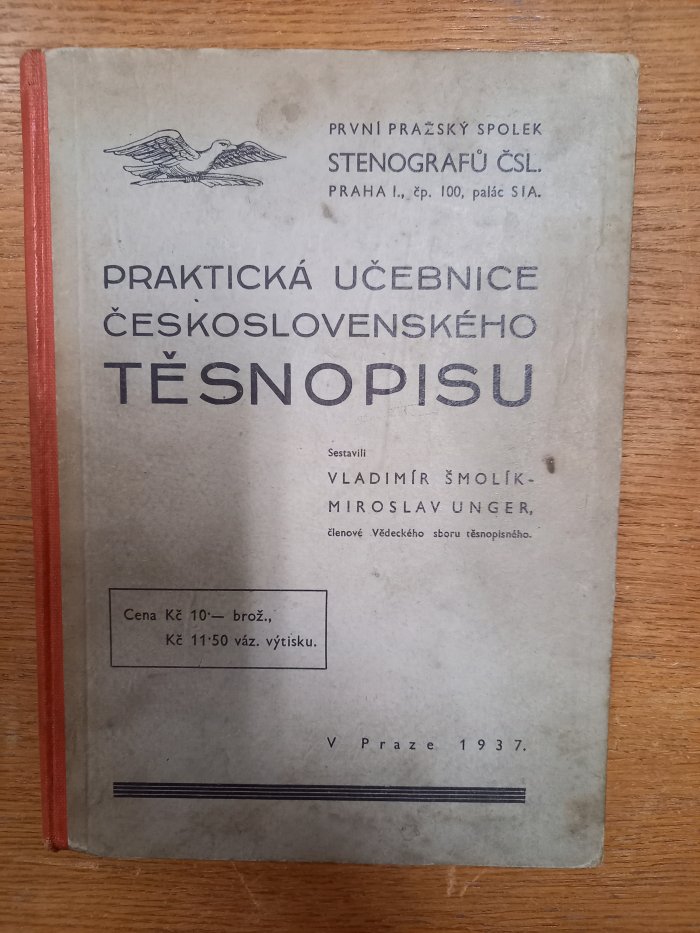 PRVNÍ PRAŽSKÝ SPOLEK
STENOGRAFŮ ČSL.
PRAHA I., čp. 100, palác SIA.
PRAKTICKÁ UČEBNICE
ČESKOSLOVENSKÉHO
TĚSNOPISU
Sestavili
VLADIMÍR ŠMOLÍK-
MIROSLAV UNGER,
členové Vědeckého sboru těsnopisného.
Cena Kč 10·— brož.,
Kč 11·50 váz. výtisku.
V Praze 1937.